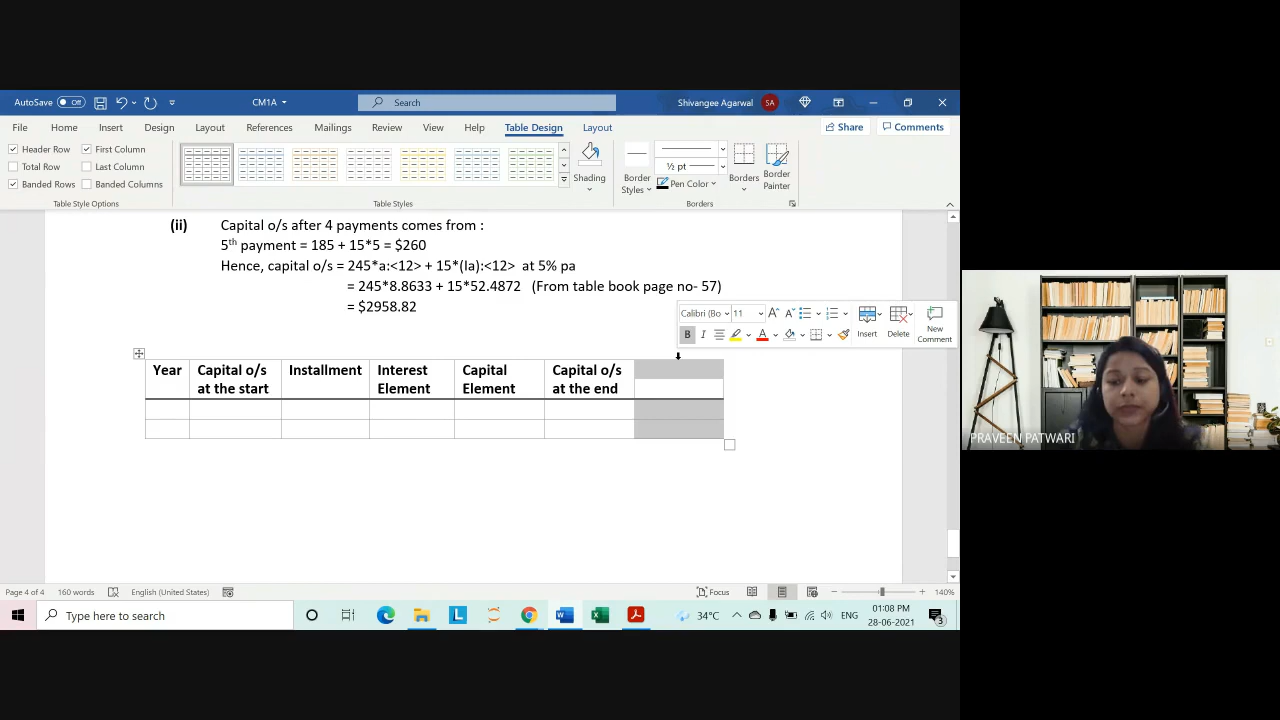 AutoSave Off CM1A Search Shivangee Agarwal SA
File Home Insert Design Layout References Mailings Review View Help Table Design Layout Share Comments
Header Row First Column
Total Row Last Column
Banded Rows Banded Columns
Table Style Options
Table Styles
Shading
Border Styles
½ pt
Pen Color
Borders
Border Painter
Borders
(ii) Capital o/s after 4 payments comes from :
5th payment = 185 + 15*5 = $260
Hence, capital o/s = 245*a:<12> + 15*(Ia):<12> at 5% pa
= 245*8.8633 + 15*52.4872 (From table book page no- 57)
= $2958.82
Calibri (Bo 11
B I A
Insert Delete New Comment
Year Capital o/s at the start Installment Interest Element Capital Element Capital o/s at the end
PRAVEEN PATWARI
Page 4 of 4 160 words English (United States) Focus 140%
Type here to search 34°C ENG 01:08 PM
28-06-2021 3